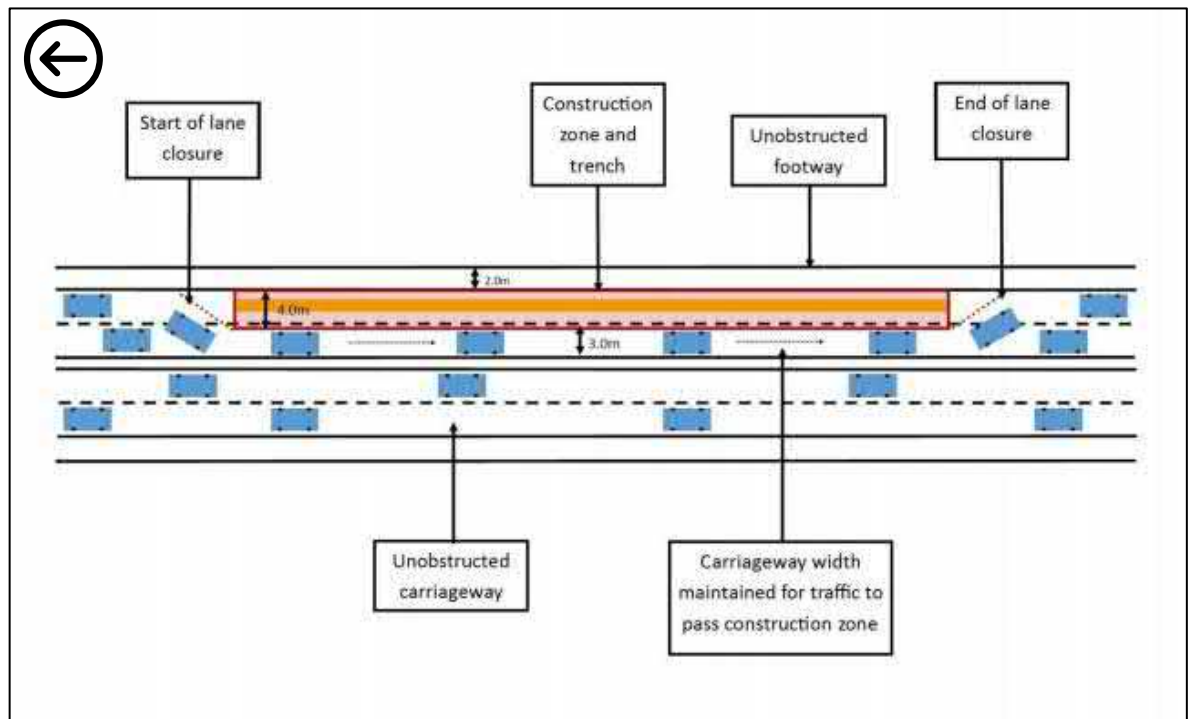 Start of lane
closure
Construction
zone and
trench
Unobstructed
footway
End of lane
closure
2.0m
4.0m
3.0m
Unobstructed
carriageway
Carriageway width
maintained for traffic to
pass construction zone